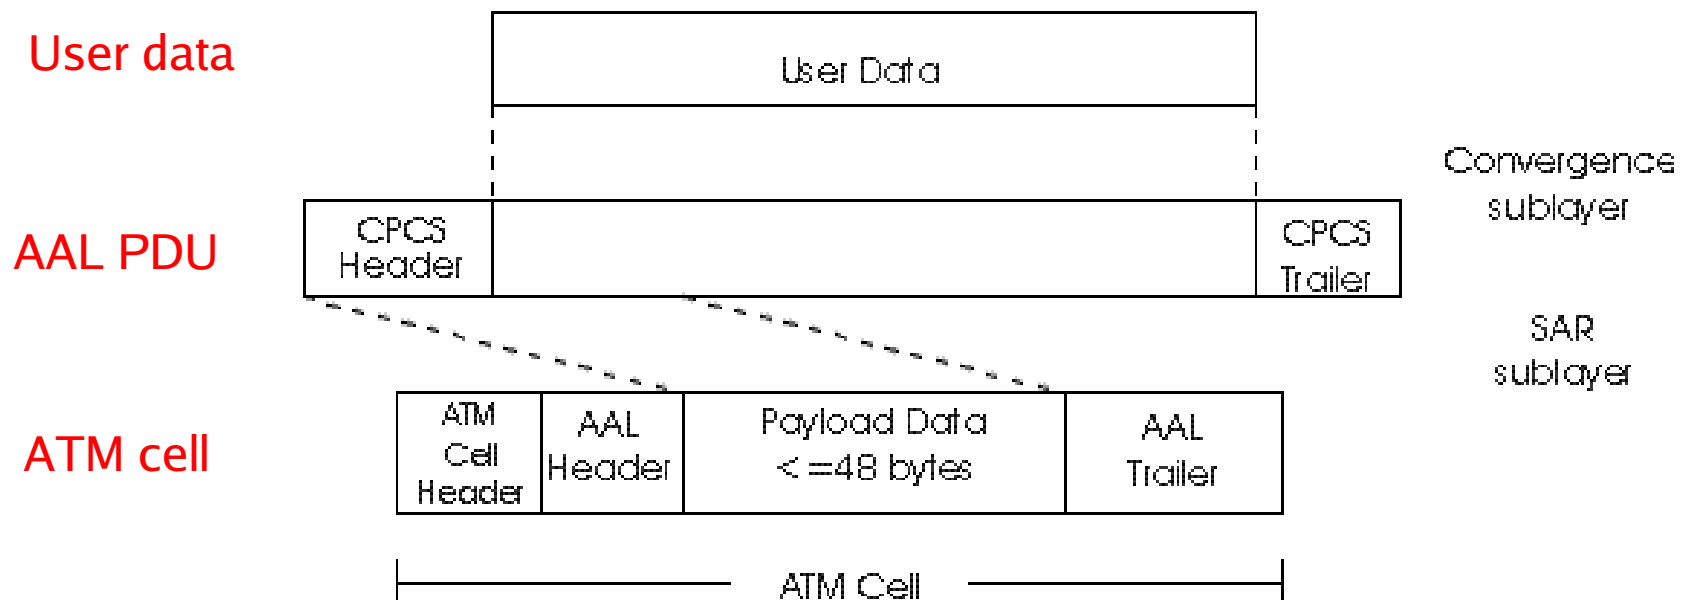 User data
User Data
Convergence
sublayer
AAL PDU
CPCS
Header
CPCS
Trailer
SAR
sublayer
ATM cell
ATM
Cell
Header
AAL
Header
Payload Data
<=48 bytes
AAL
Trailer
ATM Cell